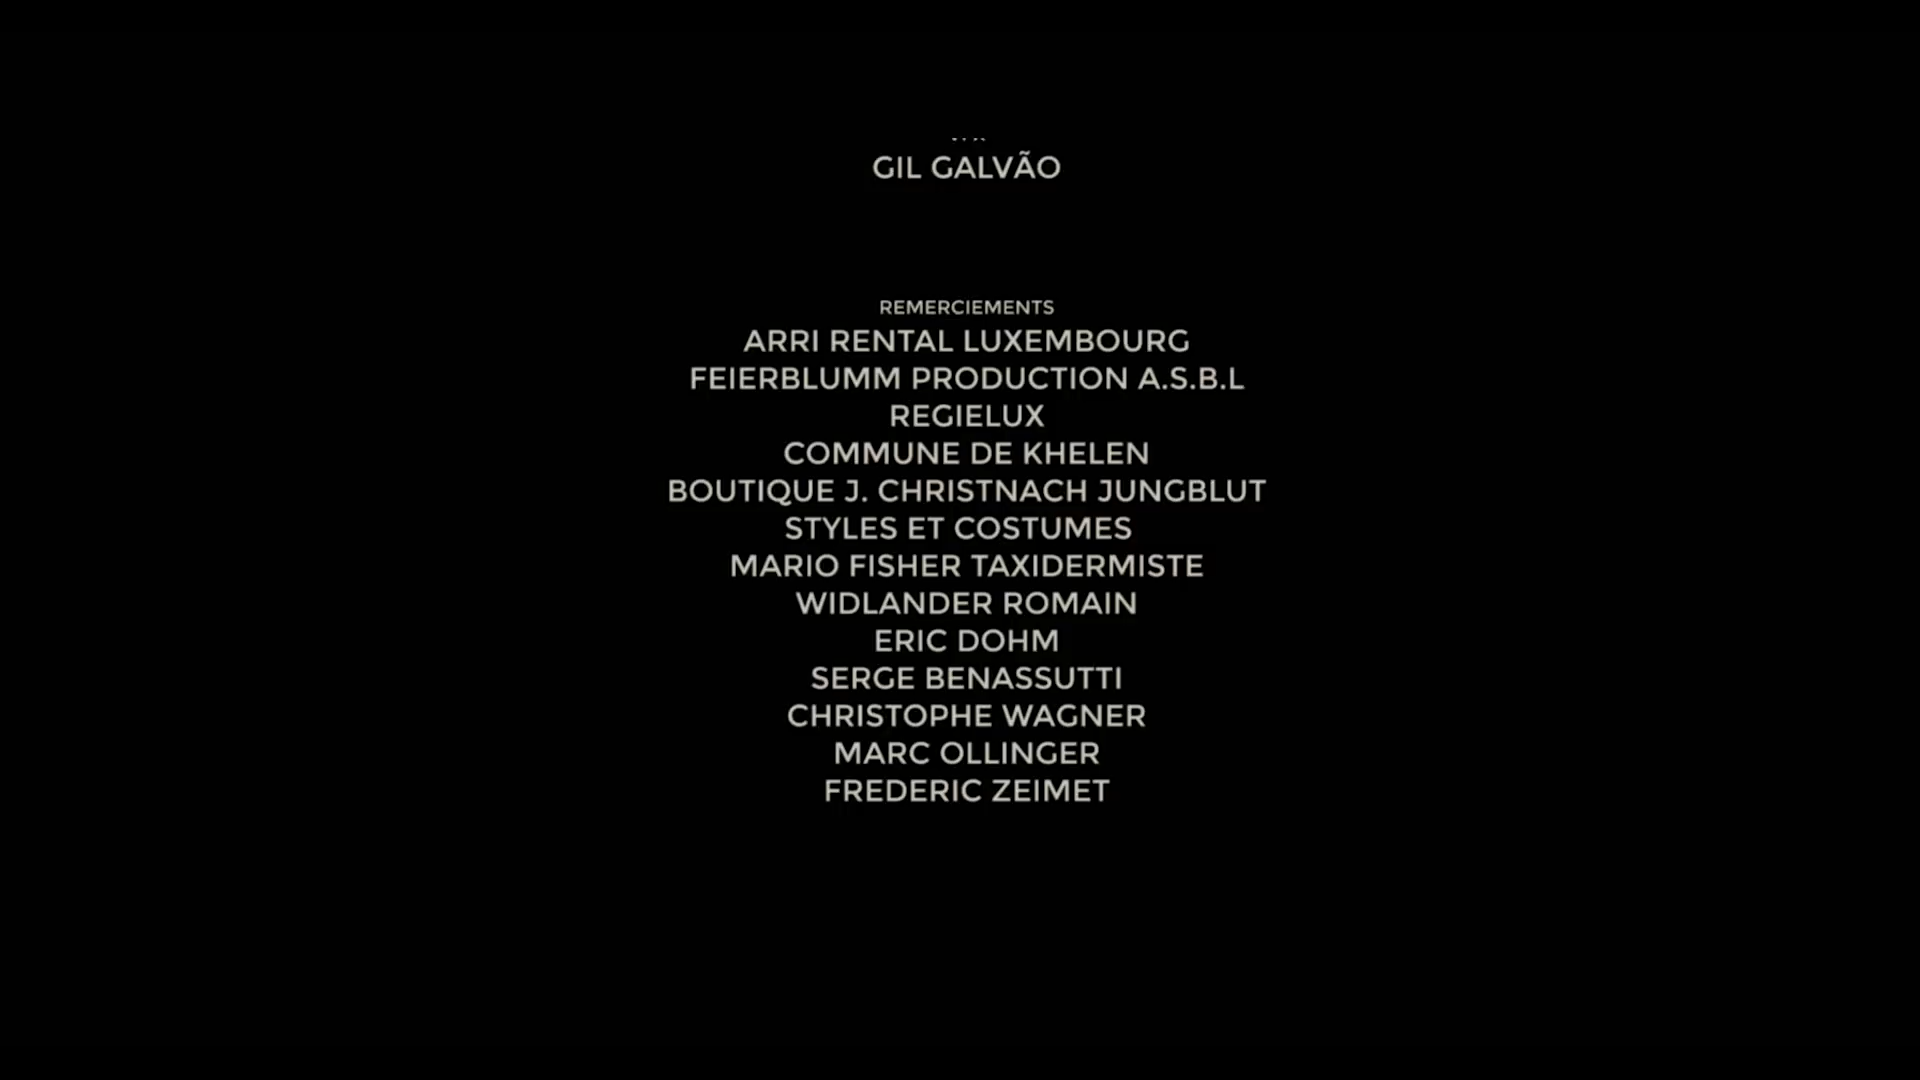 GIL GALVÃO
REMERCIEMENTS
ARRI RENTAL LUXEMBOURG
FEIERBLUMM PRODUCTION A.S.B.L
REGIELUX
COMMUNE DE KHELEN
BOUTIQUE J. CHRISTNACH JUNGBLUT
STYLES ET COSTUMES
MARIO FISHER TAXIDERMISTE
WIDLANDER ROMAIN
ERIC DOHM
SERGE BENASSUTTI
CHRISTOPHE WAGNER
MARC OLLINGER
FREDERIC ZEIMET